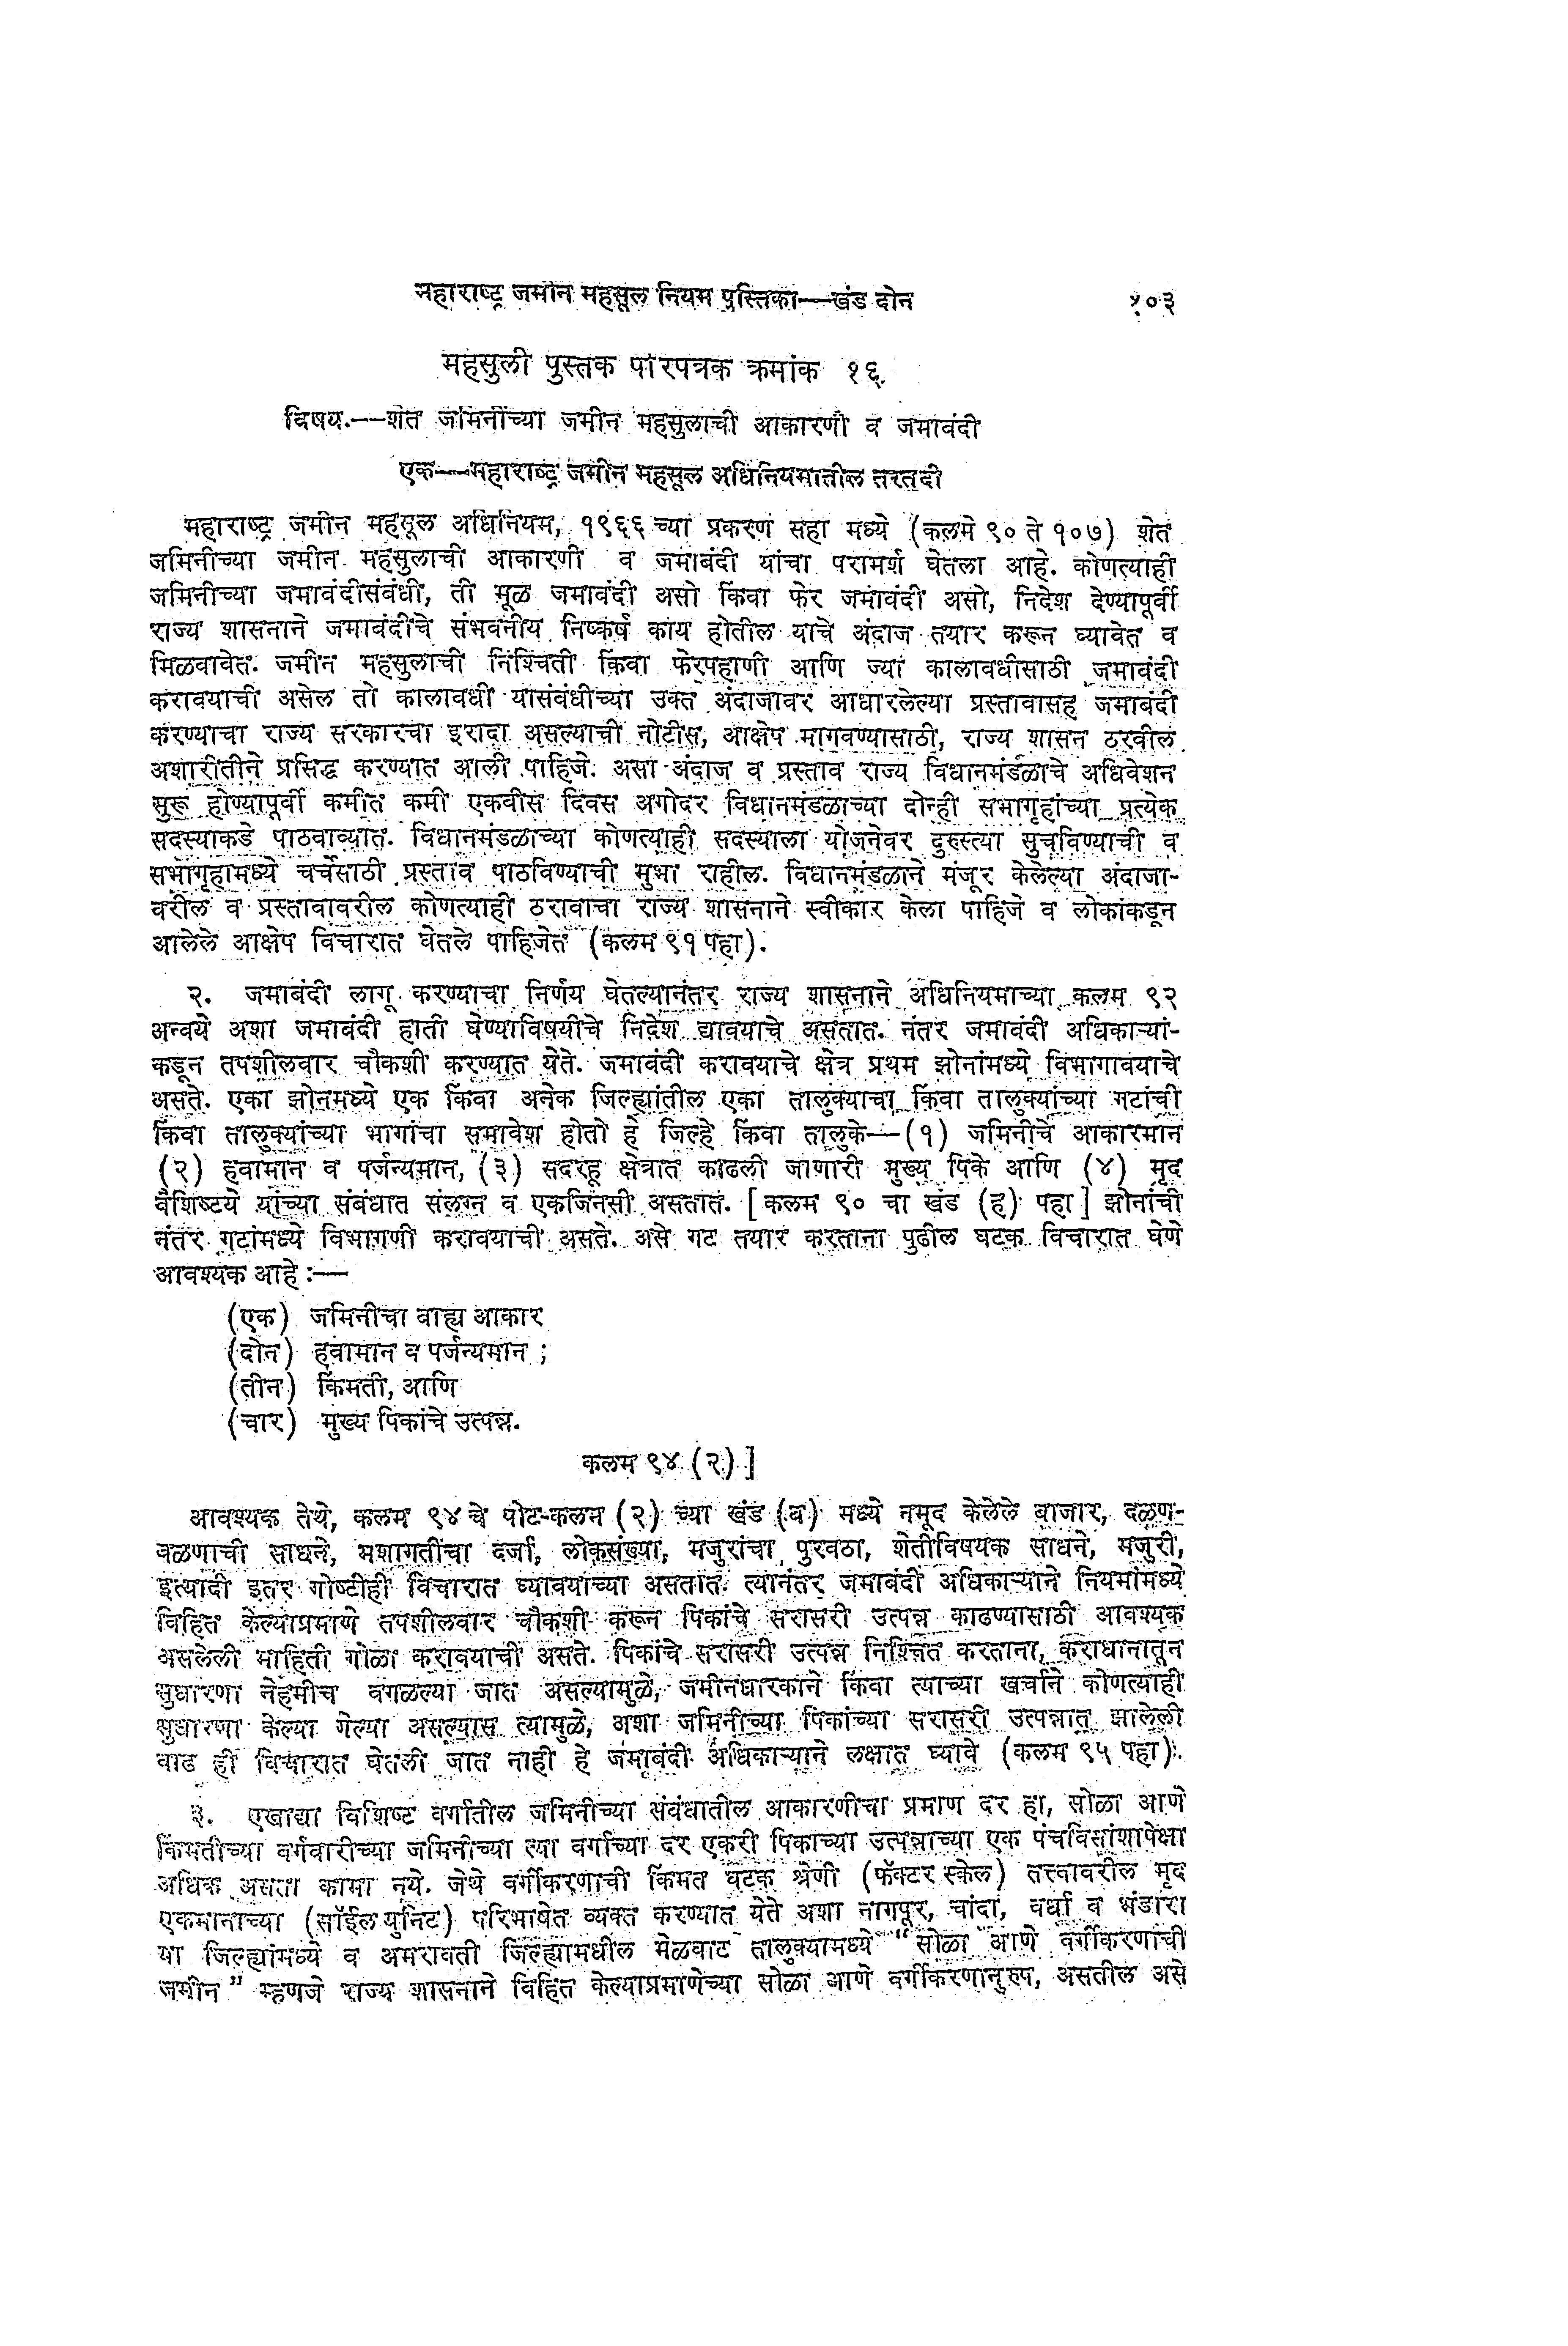 महाराष्ट्र जमीन महसूल नियम पुस्तिका—खंड दोन १०३
महसुली पुस्तक परिपत्रक क्रमांक १६
विषय.—शेत जमिनींच्या जमीन महसुलाची आकारणी व जमाबंदी
एक—महाराष्ट्र जमीन महसूल अधिनियमातील तरतुदी
महाराष्ट्र जमीन महसूल अधिनियम, १९६६ च्या प्रकरण सहा मध्ये (कलमे ९० ते १०७) शेत
जमिनीच्या जमीन महसुलाची आकारणी व जमाबंदी यांचा परामर्श घेतला आहे. कोणत्याही
जमिनीच्या जमाबंदीसंबंधी, ती मूळ जमाबंदी असो किंवा फेर जमाबंदी असो, निदेश देण्यापूर्वी
राज्य शासनाने जमाबंदीचे संभवनीय निष्कर्ष काय होतील याचे अंदाज तयार करून घ्यावेत व
मिळवावेत. जमीन महसुलाची निश्चिती किंवा फेरपहाणी आणि ज्या कालावधीसाठी जमाबंदी
करावयाची असेल तो कालावधी यासंबंधीच्या उक्त अंदाजावर आधारलेल्या प्रस्तावासह जमाबंदी
करण्याचा राज्य सरकारचा इरादा असल्याची नोटीस, आक्षेप मागवण्यासाठी, राज्य शासन ठरवील
अशारीतीने प्रसिद्ध करण्यात आली पाहिजे. असा अंदाज व प्रस्ताव राज्य विधानमंडळाचे अधिवेशन
सुरू होण्यापूर्वी कमीत कमी एकवीस दिवस अगोदर विधानमंडळाच्या दोन्ही सभागृहांच्या प्रत्येक
सदस्याकडे पाठवाव्यात. विधानमंडळाच्या कोणत्याही सदस्याला योजनेवर दुरुस्त्या सुचविण्याची व
सभागृहामध्ये चर्चेसाठी प्रस्ताव पाठविण्याची मुभा राहील. विधानमंडळाने मंजूर केलेल्या अंदाजा-
वरील व प्रस्तावावरील कोणत्याही ठरावाचा राज्य शासनाने स्वीकार केला पाहिजे व लोकांकडून
आलेले आक्षेप विचारात घेतले पाहिजेत (कलम ९१ पहा).
२. जमाबंदी लागू करण्याचा निर्णय घेतल्यानंतर राज्य शासनाने अधिनियमाच्या कलम ९२
अन्वये अशा जमाबंदी हाती घेण्याविषयीचे निदेश द्यावयाचे असतात. नंतर जमाबंदी अधिकाऱ्यां-
कडून तपशीलवार चौकशी करण्यात येते. जमाबंदी करावयाचे क्षेत्र प्रथम झोनांमध्ये विभागावयाचे
असते. एका झोनमध्ये एक किंवा अनेक जिल्ह्यांतील एका तालुक्याचा किंवा तालुक्यांच्या गटांची
किंवा तालुक्यांच्या भागांचा समावेश होतो हे जिल्हे किंवा तालुके—(१) जमिनीचे आकारमान
(२) हवामान व पर्जन्यमान, (३) सदरहू क्षेत्रात काढली जाणारी मुख्य पिके आणि (४) मृद
वैशिष्टये यांच्या संबंधात संलग्न व एकजिनसी असतात. [कलम ९० चा खंड (ह) पहा] झोनांची
नंतर गटांमध्ये विभागणी करावयाची असते. असे गट तयार करताना पुढील घटक विचारात घेणे
आवश्यक आहे :—
(एक) जमिनीचा बाह्य आकार
(दोन) हवामान व पर्जन्यमान ;
(तीन) किंमती, आणि
(चार) मुख्य पिकांचे उत्पन्न.
कलम ९४ (२) ]
आवश्यक तेथे, कलम ९४ चे पोट-कलम (२) च्या खंड (ब) मध्ये नमूद केलेले बाजार, दळण-
वळणाची साधने, मशागतींचा दर्जा, लोकसंख्या, मजुरांचा पुरवठा, शेतीविषयक साधने, मजुरी,
इत्यादी इतर गोष्टीही विचारात घ्यावयाच्या असतात. त्यानंतर जमाबंदी अधिकाऱ्याने नियमांमध्ये
विहित केल्याप्रमाणे तपशीलवार चौकशी करून पिकांचे सरासरी उत्पन्न काढण्यासाठी आवश्यक
असलेली माहिती गोळा करावयाची असते. पिकांचे सरासरी उत्पन्न निश्चित करताना, कराधानातून
सुधारणा नेहमीच वगळल्या जात असल्यामुळे, जमीनधारकाने किंवा त्याच्या खर्चाने कोणत्याही
सुधारणा केल्या गेल्या असल्यास त्यामुळे, अशा जमिनीच्या पिकांच्या सरासरी उत्पन्नात झालेली
वाढ ही विचारात घेतली जात नाही हे जमाबंदी अधिकाऱ्याने लक्षात घ्यावे (कलम ९५ पहा).
३. एखाद्या विशिष्ट वर्गातील जमिनीच्या संबंधातील आकारणीचा प्रमाण दर हा, सोळा आणे
किंमतीच्या वर्गवारीच्या जमिनीच्या त्या वर्गाच्या दर एकरी पिकाच्या उत्पन्नाच्या एक पंचविसांशापेक्षा
अधिक असता कामा नये. जेथे वर्गीकरणाची किंमत घटक श्रेणी (फॅक्टर स्केल) तत्त्वावरील मृद
एकमानाच्या (सॉईल युनिट) परिभाषेत व्यक्त करण्यात येते अशा नागपूर, चांदा, वर्धा व भंडारा
या जिल्ह्यांमध्ये व अमरावती जिल्ह्यामधील मेळघाट तालुक्यामध्ये “सोळा आणे वर्गीकरणाची
जमीन” म्हणजे राज्य शासनाने विहित केल्याप्रमाणेच्या सोळा आणे वर्गीकरणानुरुप, असतील असे